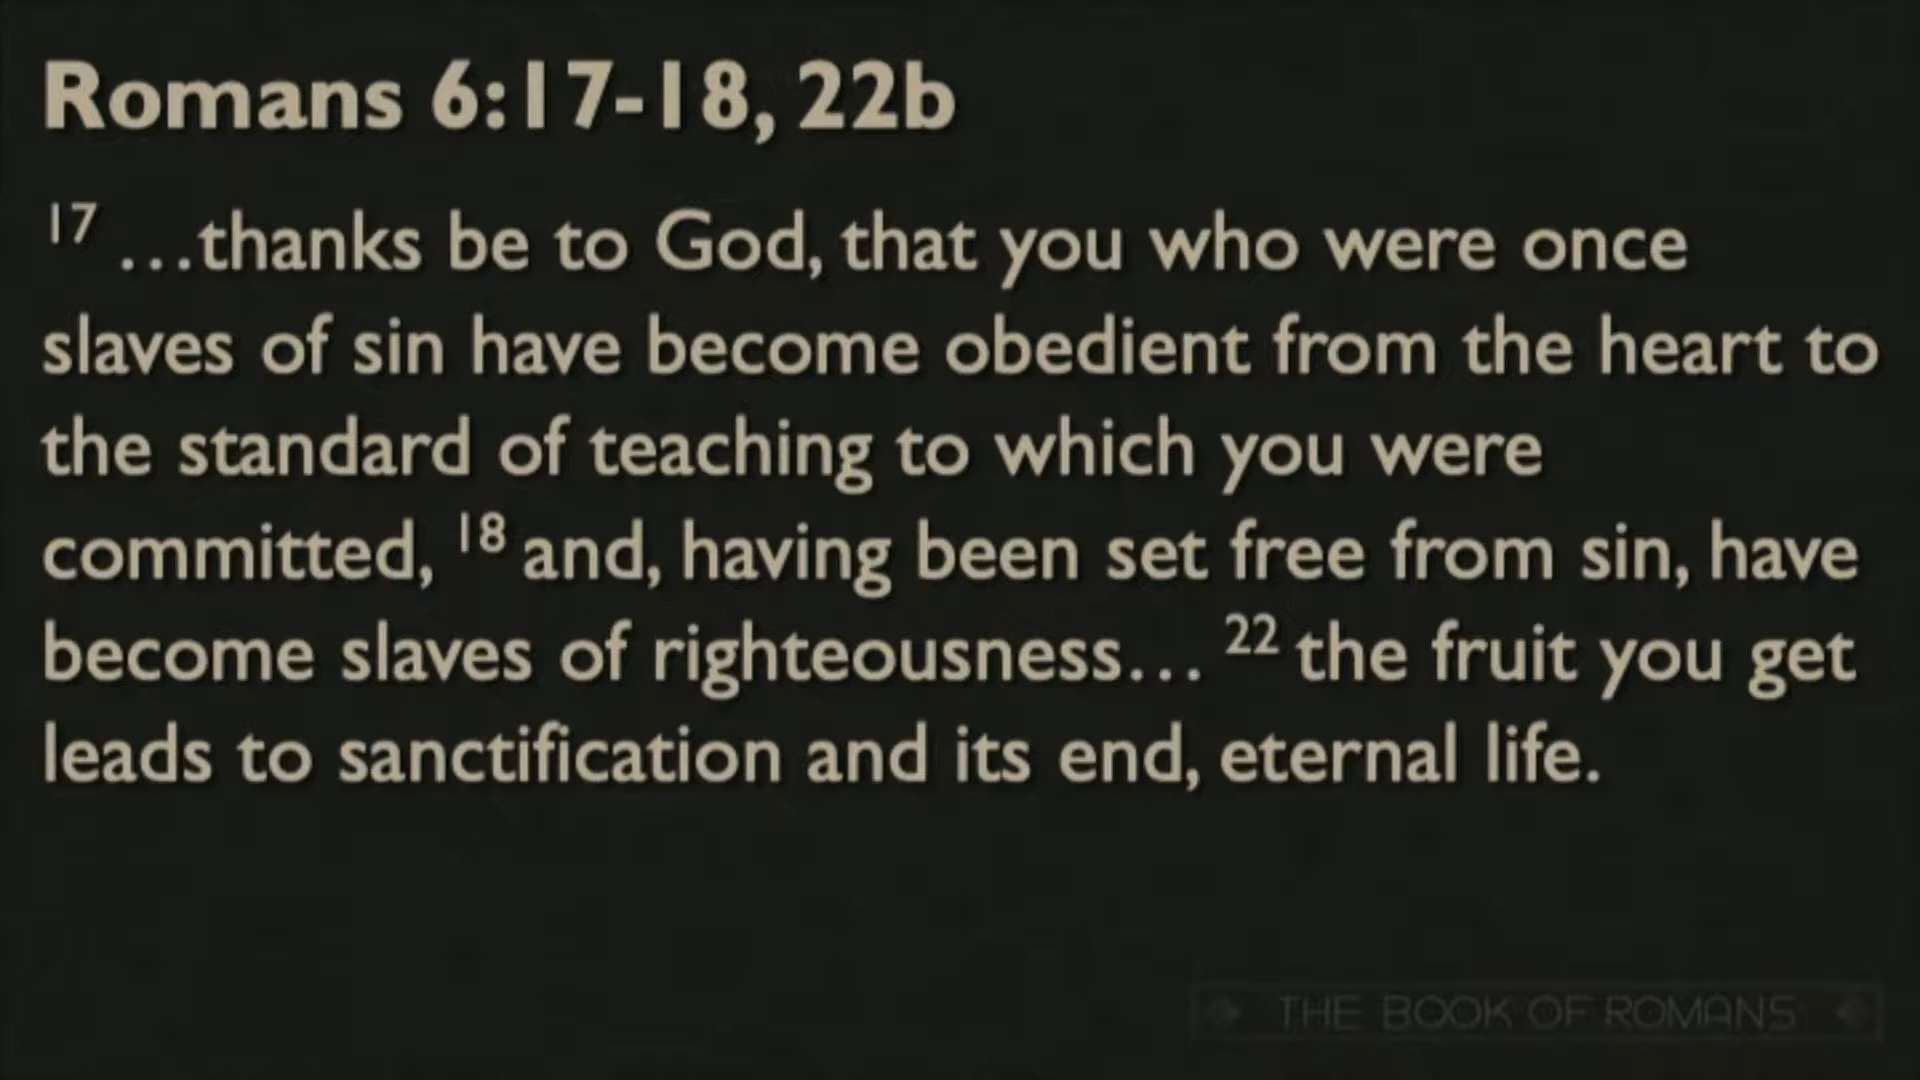 Romans 6:17-18, 22b
17 ...thanks be to God, that you who were once
slaves of sin have become obedient from the heart to
the standard of teaching to which you were
committed, 18 and, having been set free from sin, have
become slaves of righteousness... 22 the fruit you get
leads to sanctification and its end, eternal life.
THE BOOK OF ROMANS